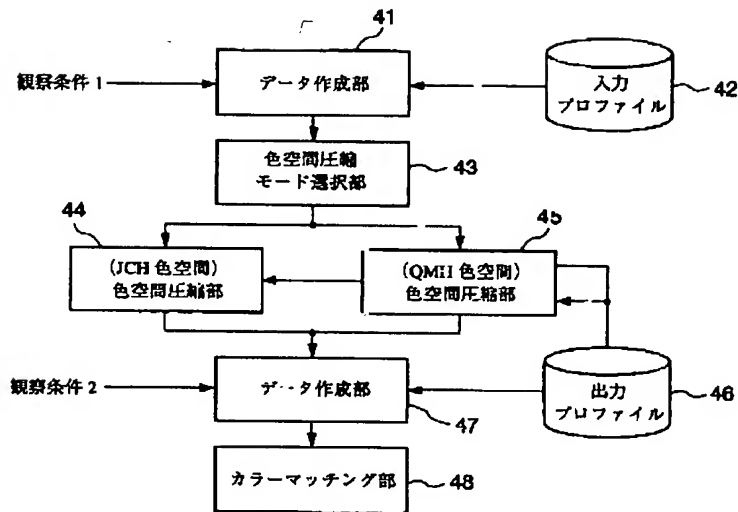 41
観察条件 1
データ作成部
入力
プロファイル
42
色空間圧縮
モード選択部
43
44
(JCH 色空間)
色空間圧縮部
45
(QMH 色空間)
色空間圧縮部
観察条件 2
データ作成部
47
出力
プロファイル
46
カラーマッチング部
48